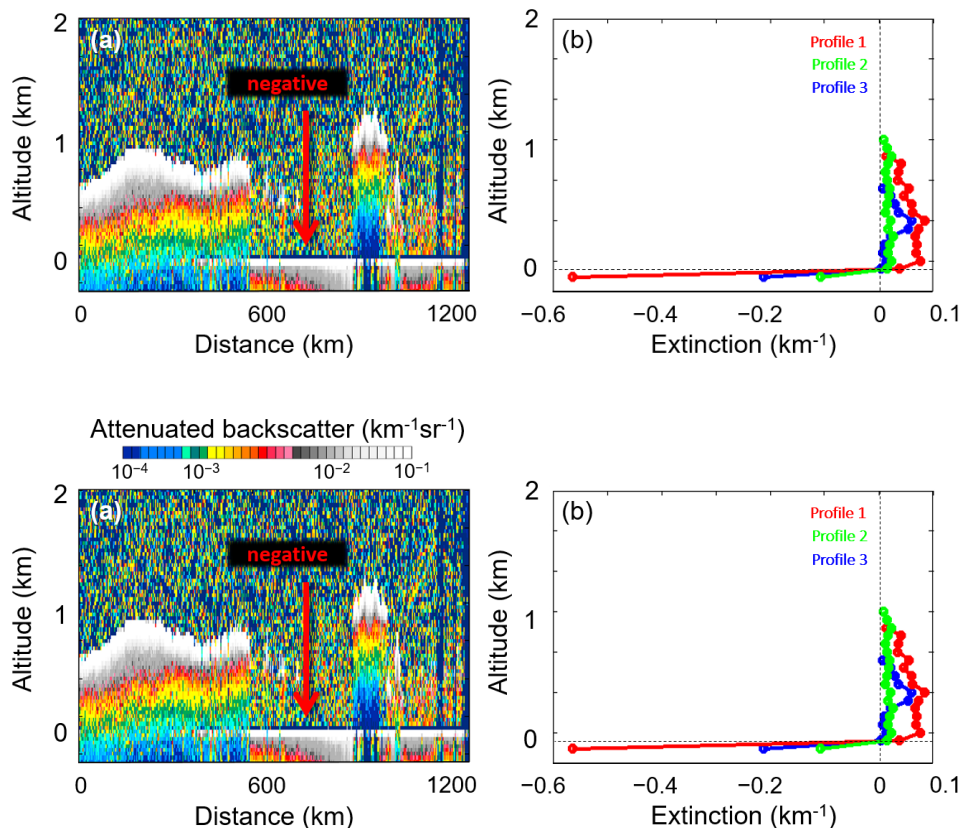 2
(a)
negative
1
0
Altitude (km)
0
600
1200
Distance (km)
2
(b)
Profile 1
Profile 2
Profile 3
1
0
Altitude (km)
−0.6
−0.4
−0.2
0
0.1
Extinction (km⁻¹)
Attenuated backscatter (km⁻¹sr⁻¹)
10⁻⁴
10⁻³
10⁻²
10⁻¹
2
(a)
negative
1
0
Altitude (km)
0
600
1200
Distance (km)
2
(b)
Profile 1
Profile 2
Profile 3
1
0
Altitude (km)
−0.6
−0.4
−0.2
0
0.1
Extinction (km⁻¹)